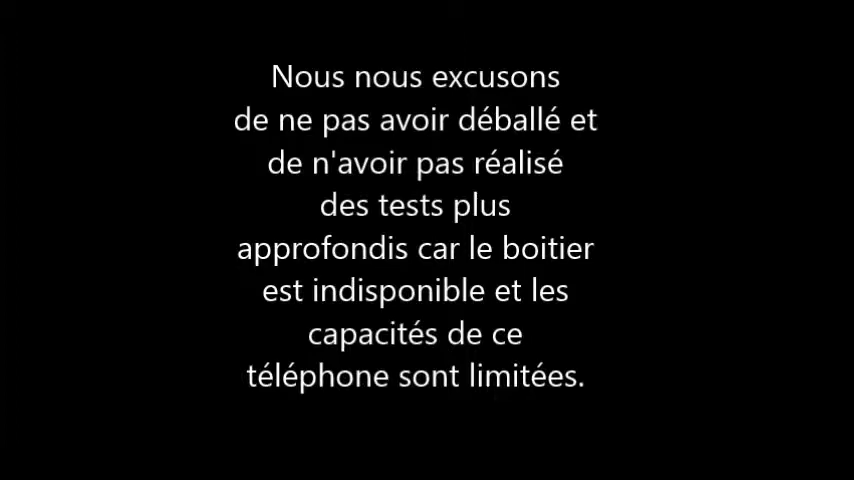 Nous nous excusons
de ne pas avoir déballé et
de n'avoir pas réalisé
des tests plus
approfondis car le boitier
est indisponible et les
capacités de ce
téléphone sont limitées.